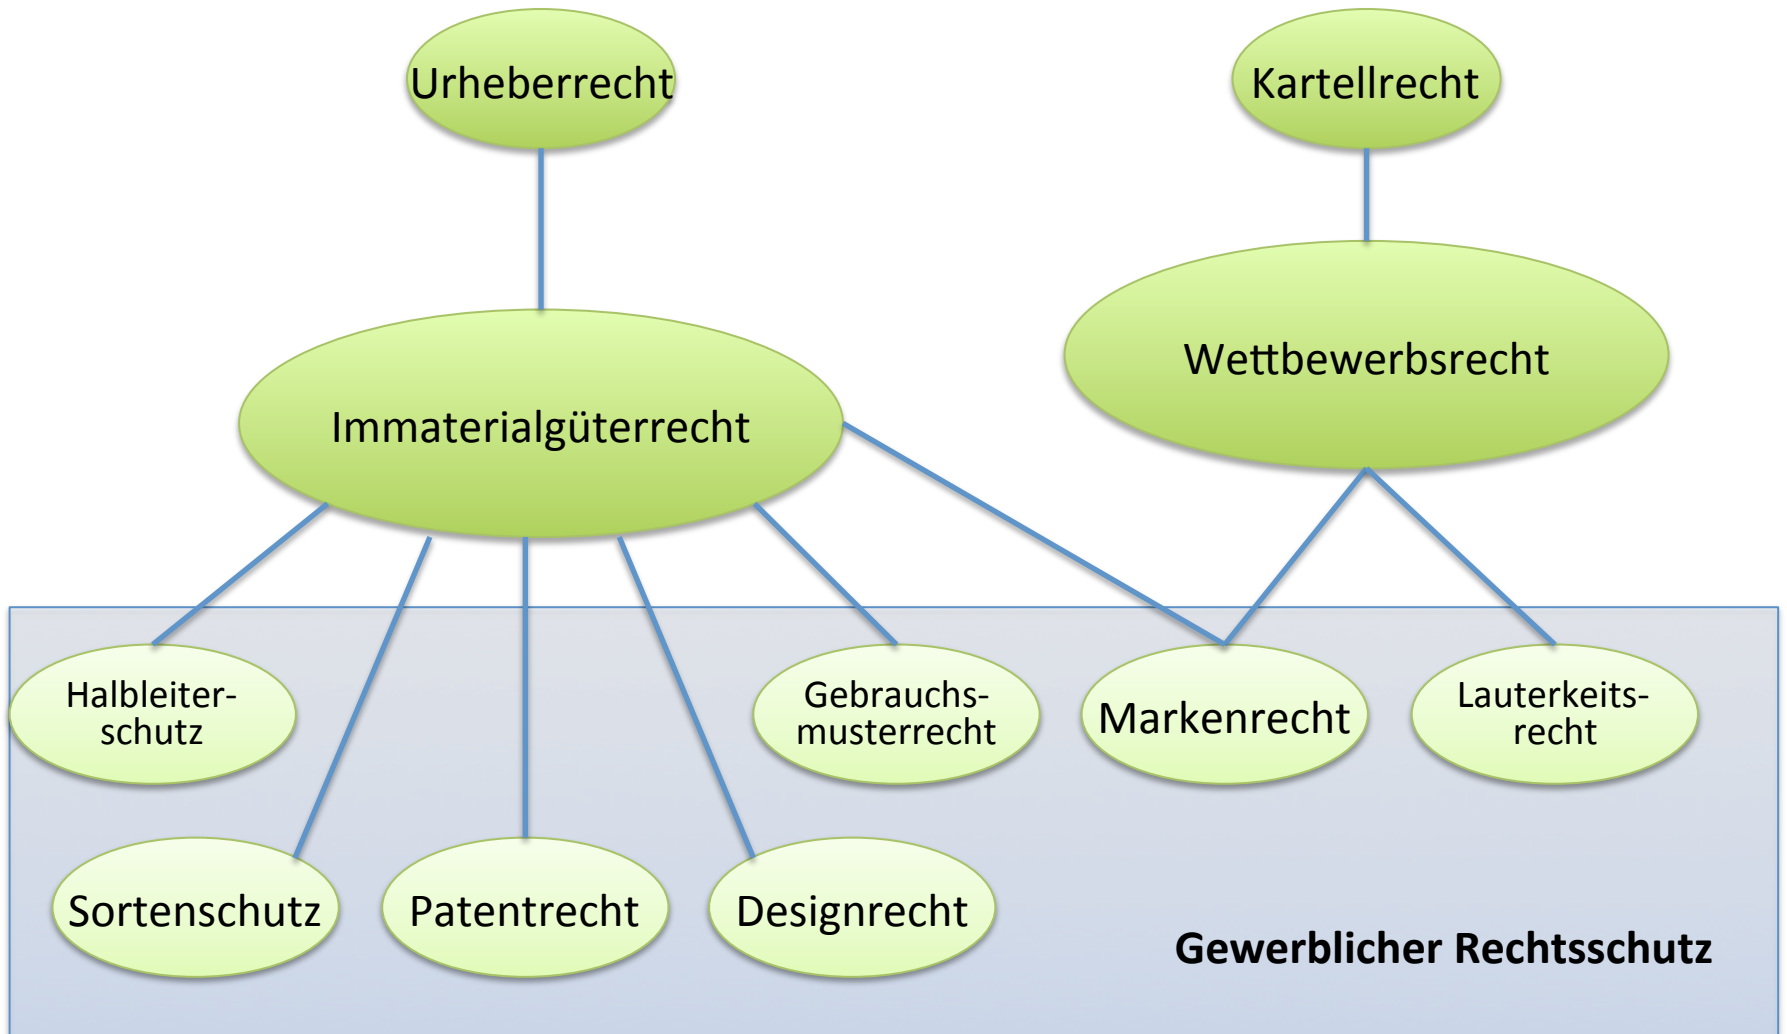 Urheberrecht
Kartellrecht
Wettbewerbsrecht
Immaterialgüterrecht
Halbleiter-
schutz
Gebrauchs-
musterrecht
Markenrecht
Lauterkeits-
recht
Sortenschutz
Patentrecht
Designrecht
Gewerblicher Rechtsschutz